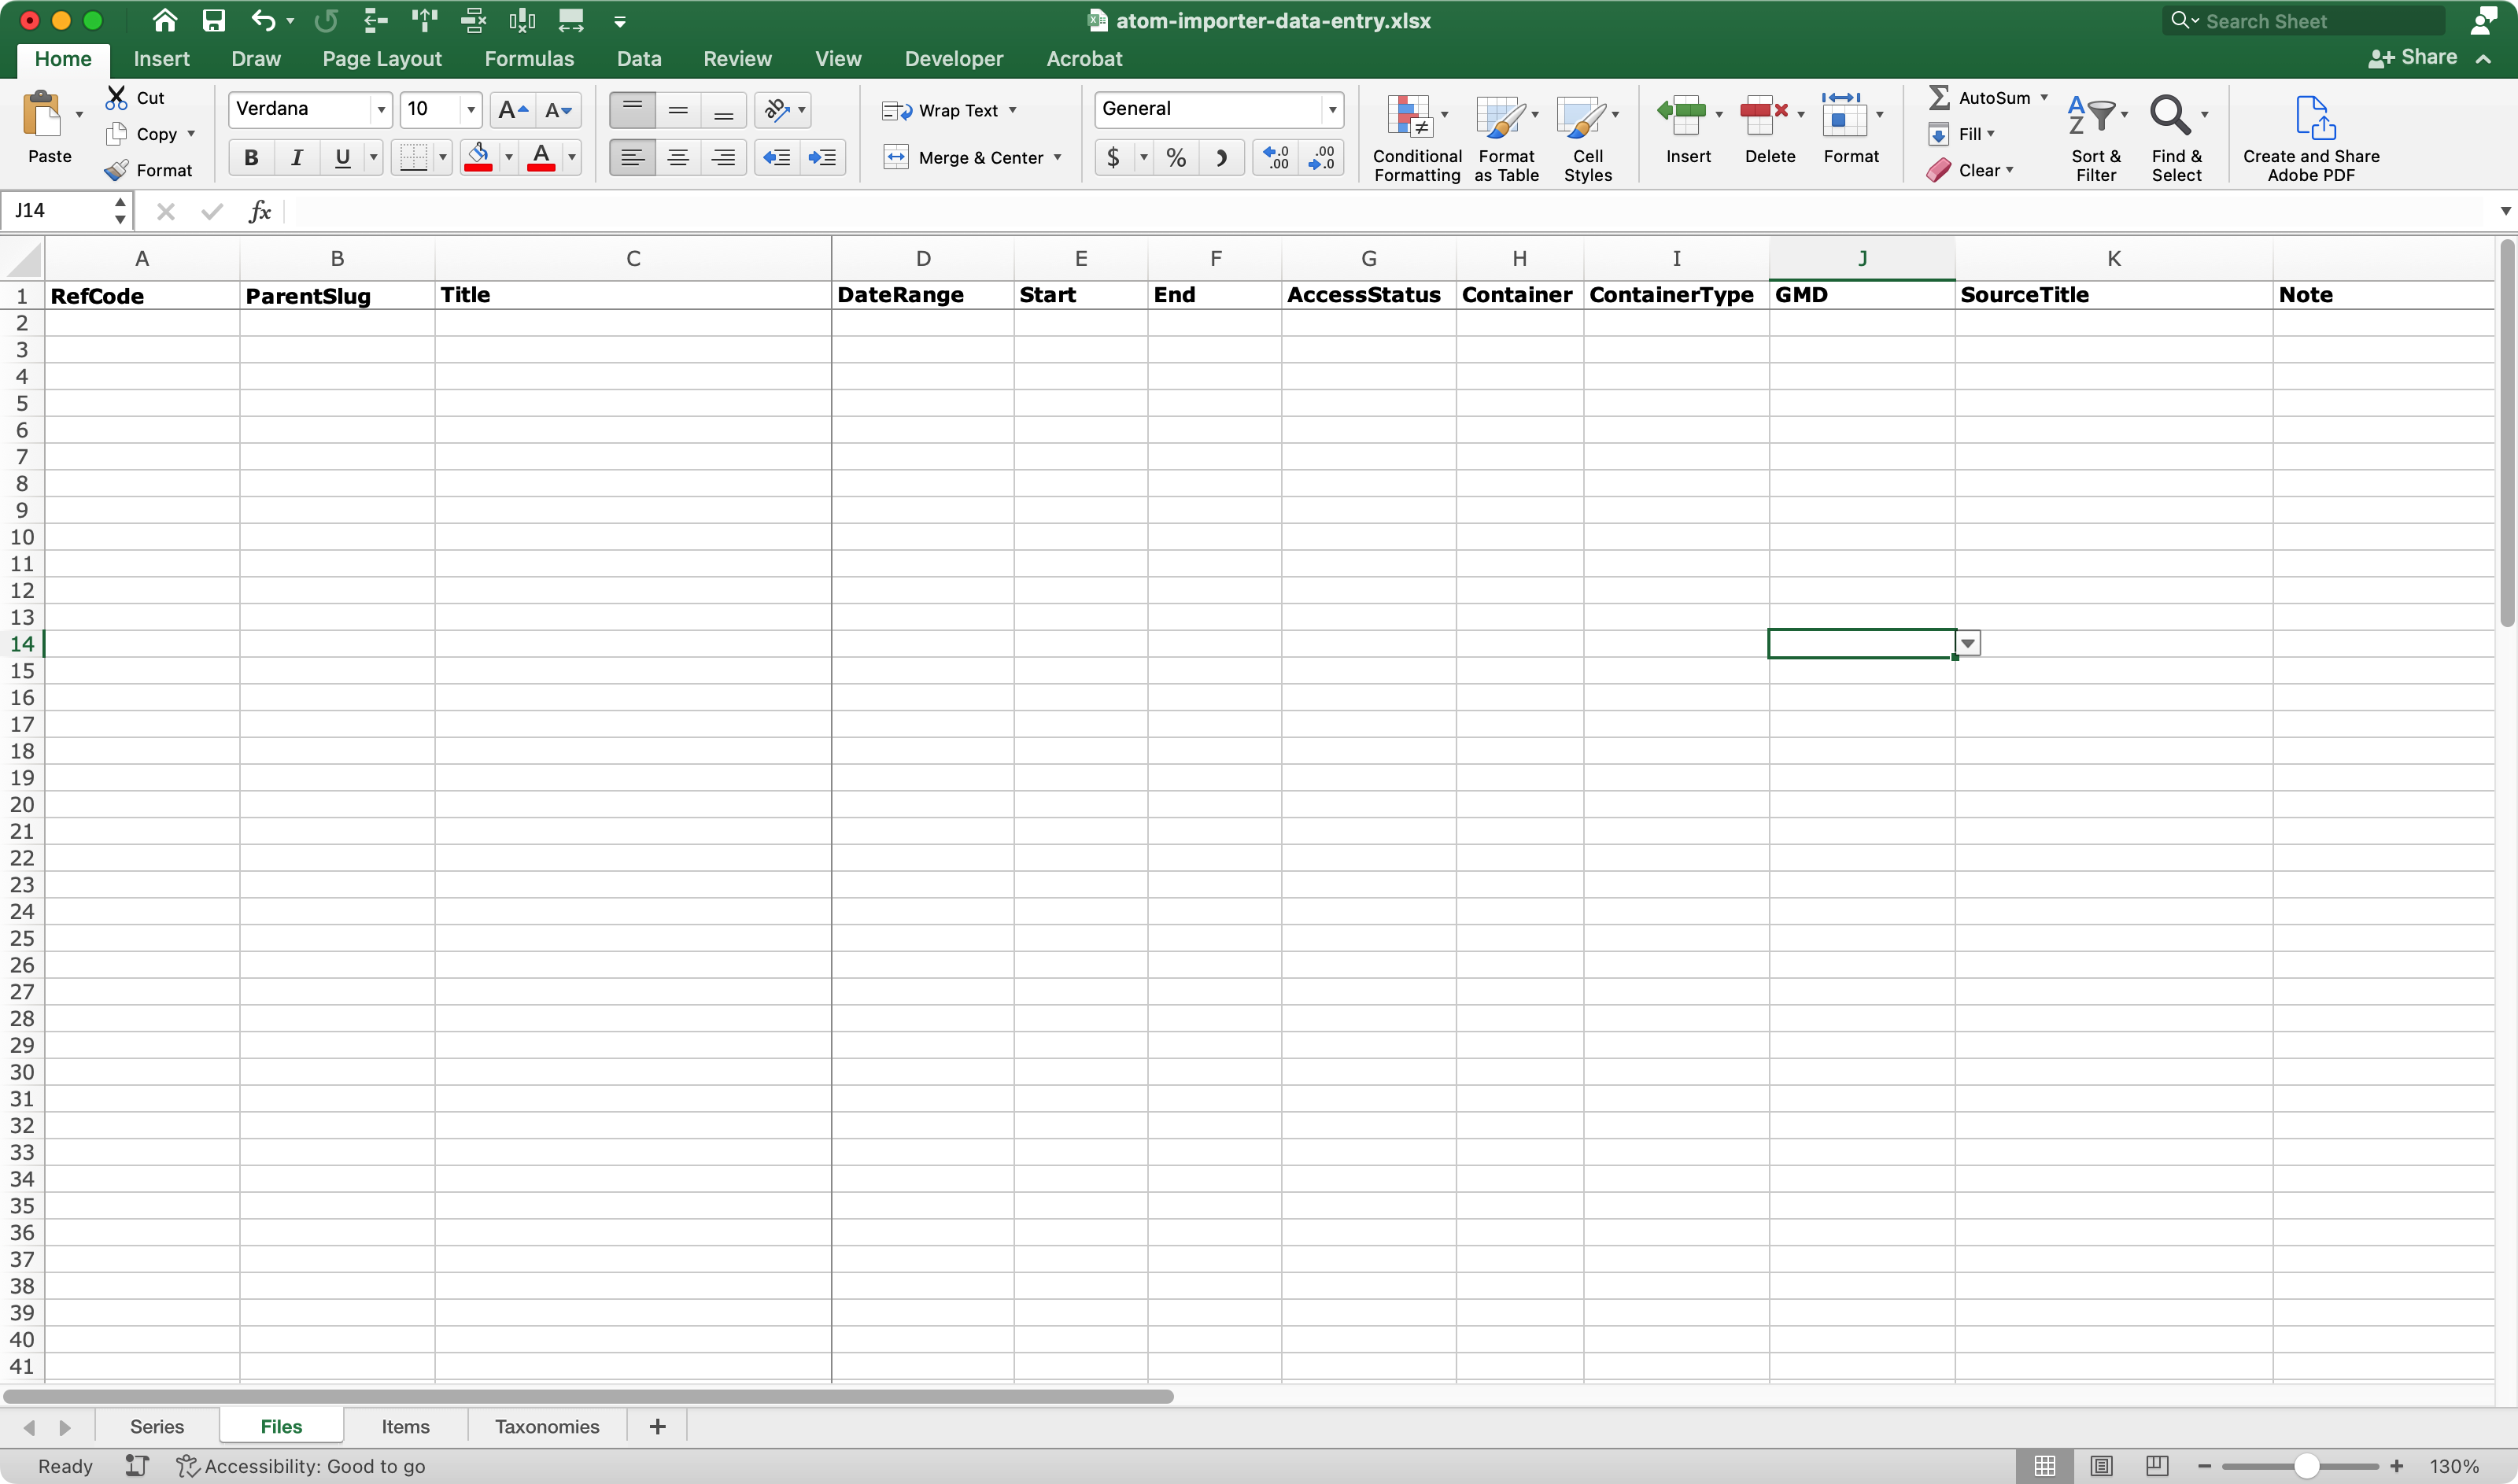 atom-importer-data-entry.xlsx
Search Sheet
Home Insert Draw Page Layout Formulas Data Review View Developer Acrobat Share
Paste
Cut
Copy
Format
Verdana 10 A A
B I U A
ab
Wrap Text
Merge & Center
General
$ % .0 .00 .00 .0
Conditional Formatting
Format as Table
Cell Styles
Insert
Delete
Format
AutoSum
Fill
Clear
A Z
Sort & Filter
Find & Select
Create and Share Adobe PDF
J14 fx
A B C D E F G H I J K
1 RefCode ParentSlug Title DateRange Start End AccessStatus Container ContainerType GMD SourceTitle Note
2
3
4
5
6
7
8
9
10
11
12
13
14
15
16
17
18
19
20
21
22
23
24
25
26
27
28
29
30
31
32
33
34
35
36
37
38
39
40
41
Series Files Items Taxonomies +
Ready Accessibility: Good to go 130%